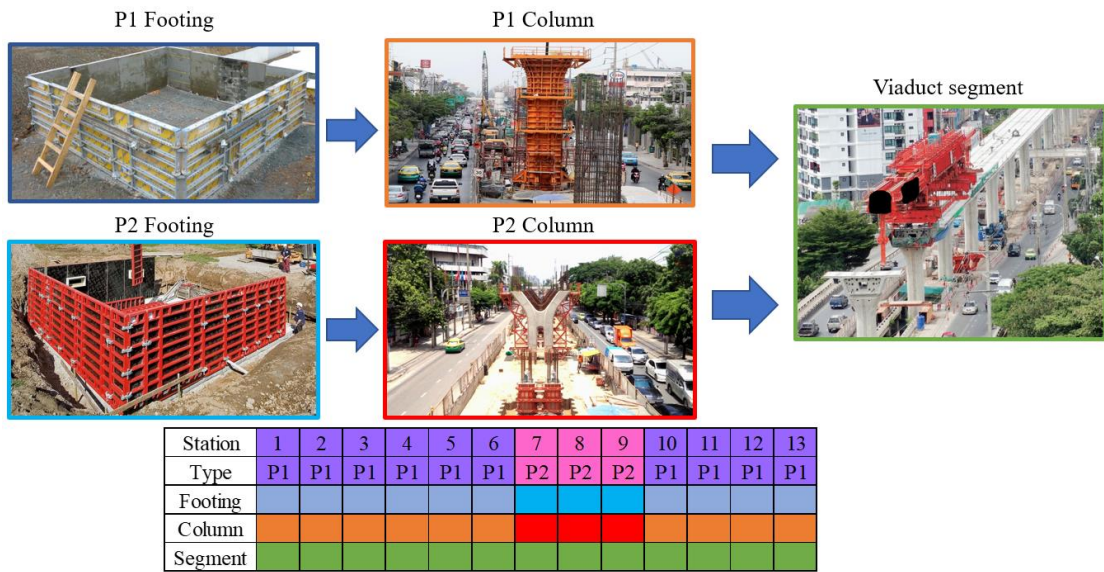 P1 Footing
P1 Column
Viaduct segment
P2 Footing
P2 Column
Station 1 2 3 4 5 6 7 8 9 10 11 12 13
Type P1 P1 P1 P1 P1 P1 P2 P2 P2 P1 P1 P1 P1
Footing
Column
Segment